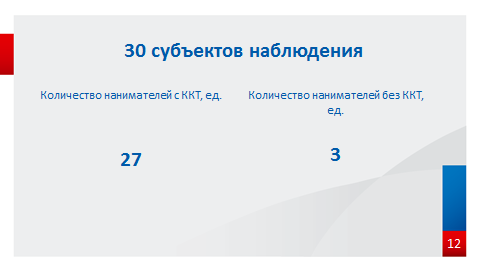 30 субъектов наблюдения
Количество нанимателей с ККТ, ед.
Количество нанимателей без ККТ,
ед.
27
3
12